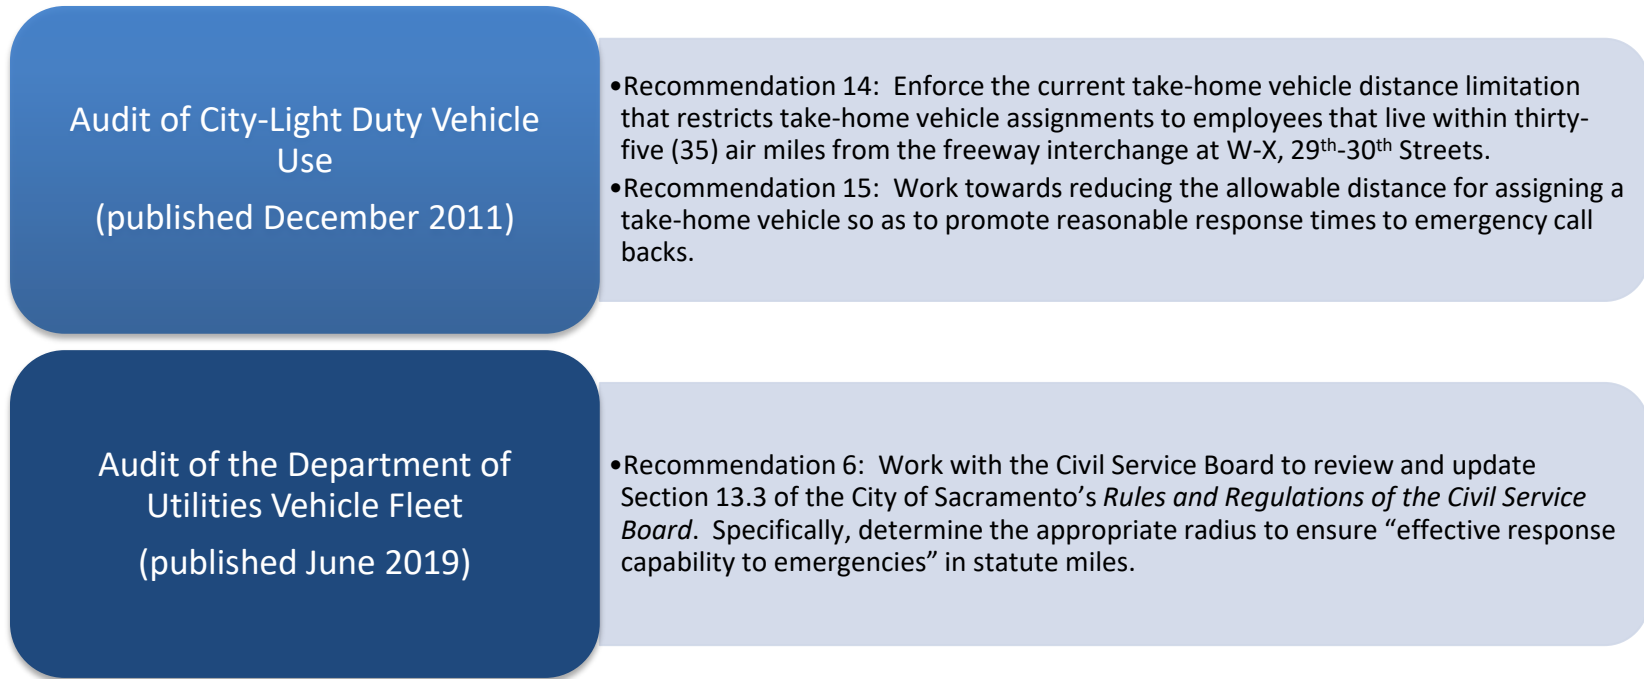 Audit of City-Light Duty Vehicle
Use
(published December 2011)
•Recommendation 14:  Enforce the current take-home vehicle distance limitation
that restricts take-home vehicle assignments to employees that live within thirty-
five (35) air miles from the freeway interchange at W-X, 29th-30th Streets.
•Recommendation 15:  Work towards reducing the allowable distance for assigning a
take-home vehicle so as to promote reasonable response times to emergency call
backs.
Audit of the Department of
Utilities Vehicle Fleet
(published June 2019)
•Recommendation 6:  Work with the Civil Service Board to review and update
Section 13.3 of the City of Sacramento’s Rules and Regulations of the Civil Service
Board.  Specifically, determine the appropriate radius to ensure “effective response
capability to emergencies” in statute miles.